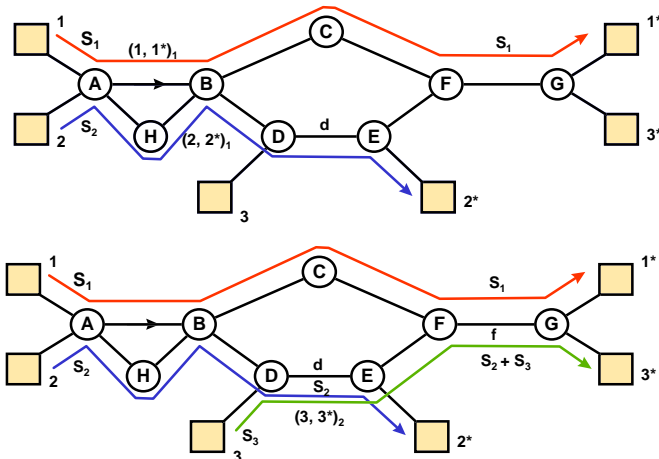 1
S1
(1, 1*)1
C
S1
1*
A
B
F
G
2
S2
H
(2, 2*)1
D
d
E
3*
3
2*
1
S1
C
S1
1*
A
B
F
f
G
2
S2
H
D
d
E
S2
S2 + S3
3*
(3, 3*)2
S3
3
2*